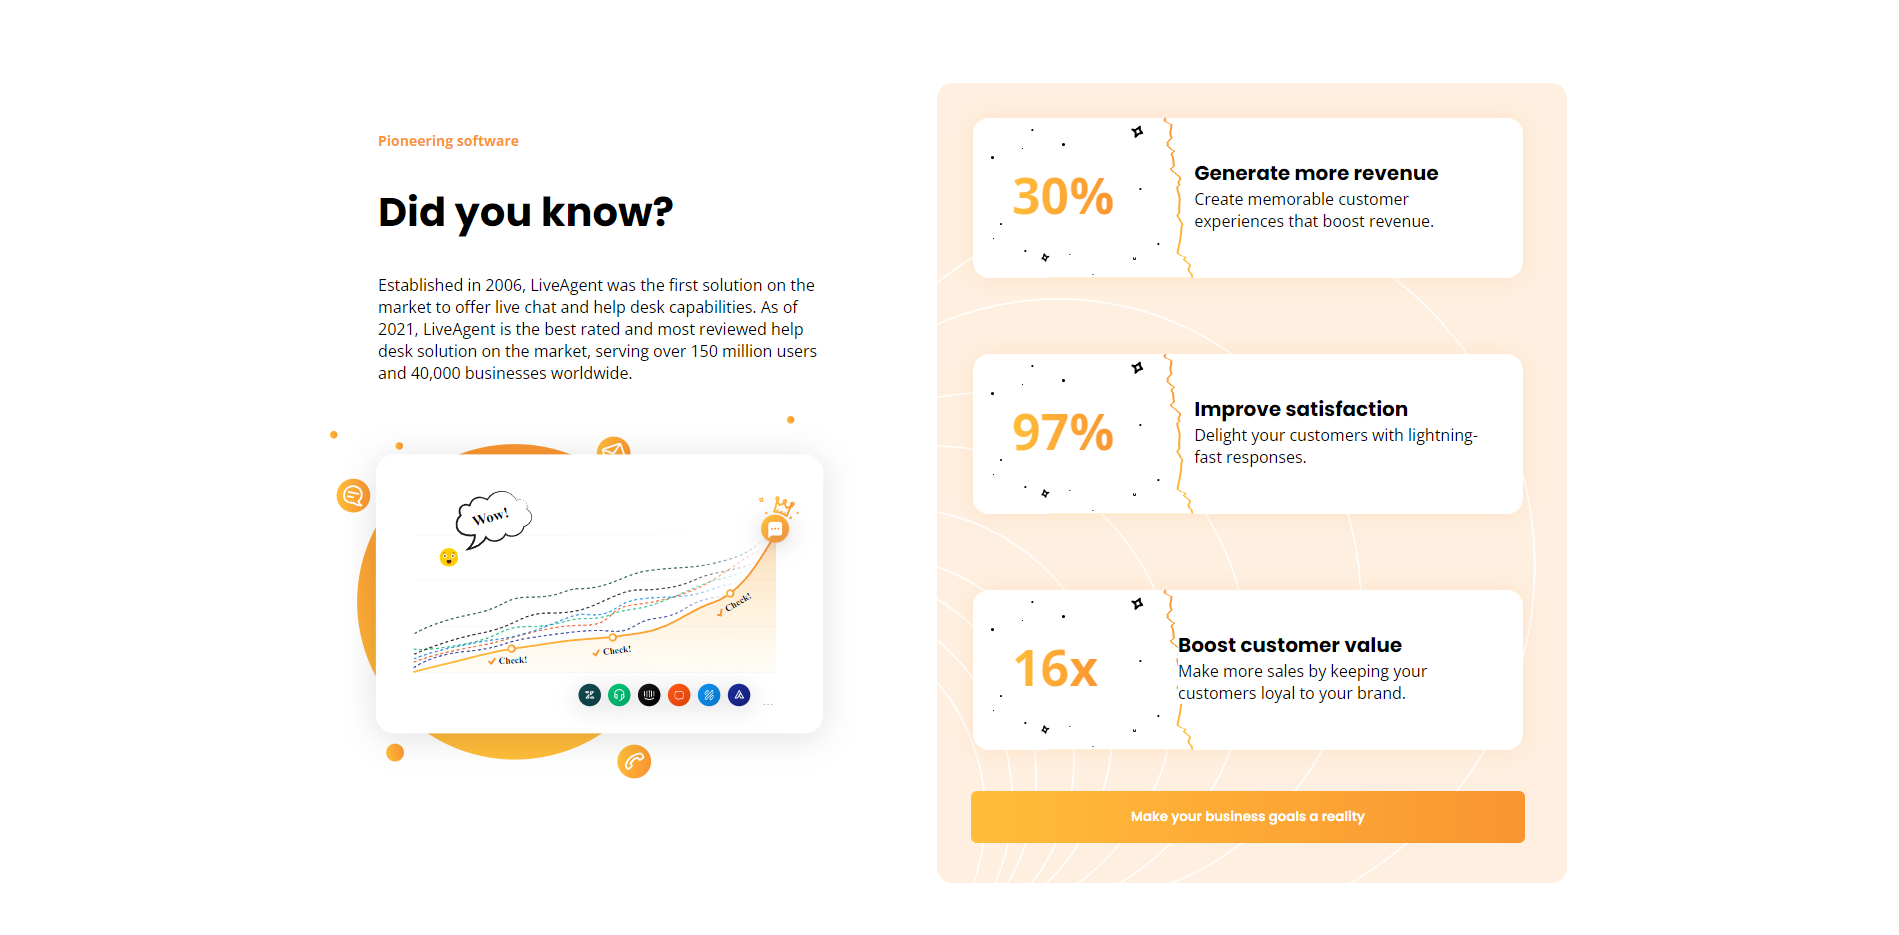 Pioneering software
Did you know?
Established in 2006, LiveAgent was the first solution on the
market to offer live chat and help desk capabilities. As of
2021, LiveAgent is the best rated and most reviewed help
desk solution on the market, serving over 150 million users
and 40,000 businesses worldwide.
Wow!
Check!
Check!
Check!
30%
Generate more revenue
Create memorable customer
experiences that boost revenue.
97%
Improve satisfaction
Delight your customers with lightning-
fast responses.
16x
Boost customer value
Make more sales by keeping your
customers loyal to your brand.
Make your business goals a reality